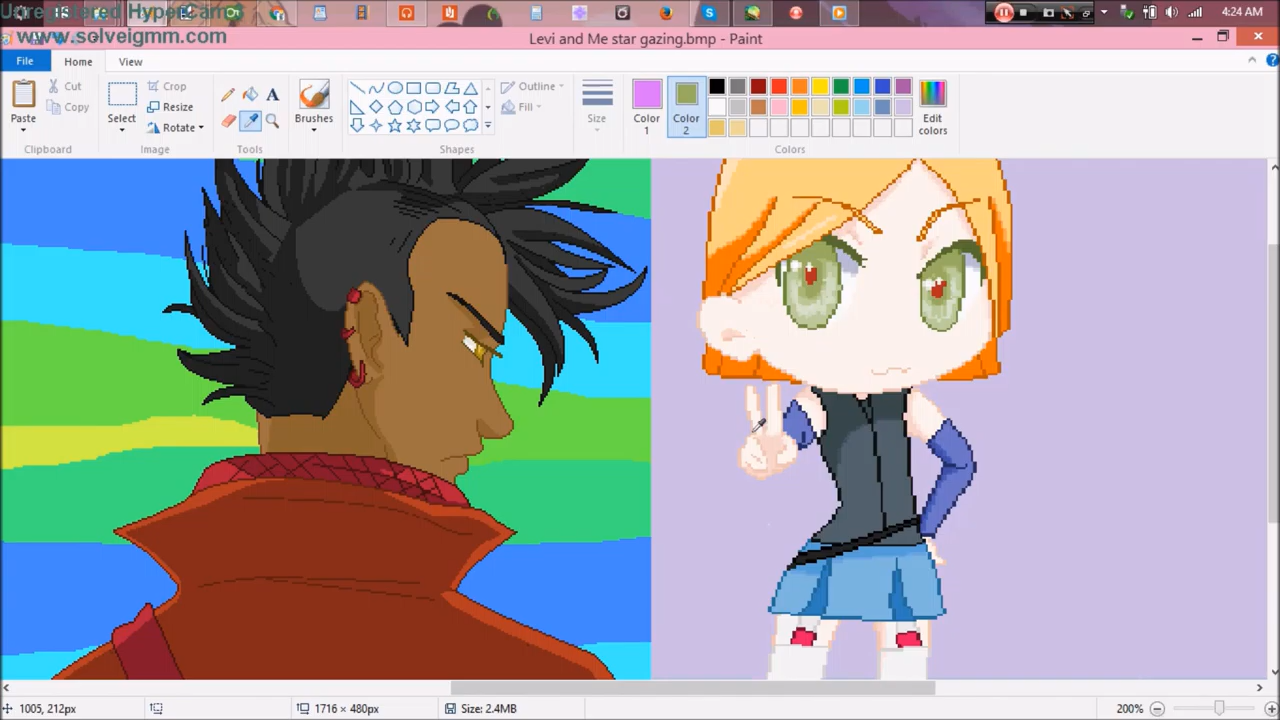 Unregistered HyperCam
4:24 AM
www.solveigmm.com
Levi and Me star gazing.bmp - Paint
File Home View
Paste
Cut
Copy
Clipboard
Select
Crop
Resize
Rotate
Image
A
Tools
Brushes
Outline
Fill
Shapes
Size
Color 1
Color 2
Edit colors
Colors
1005, 212px
1716 × 480px
Size: 2.4MB
200%